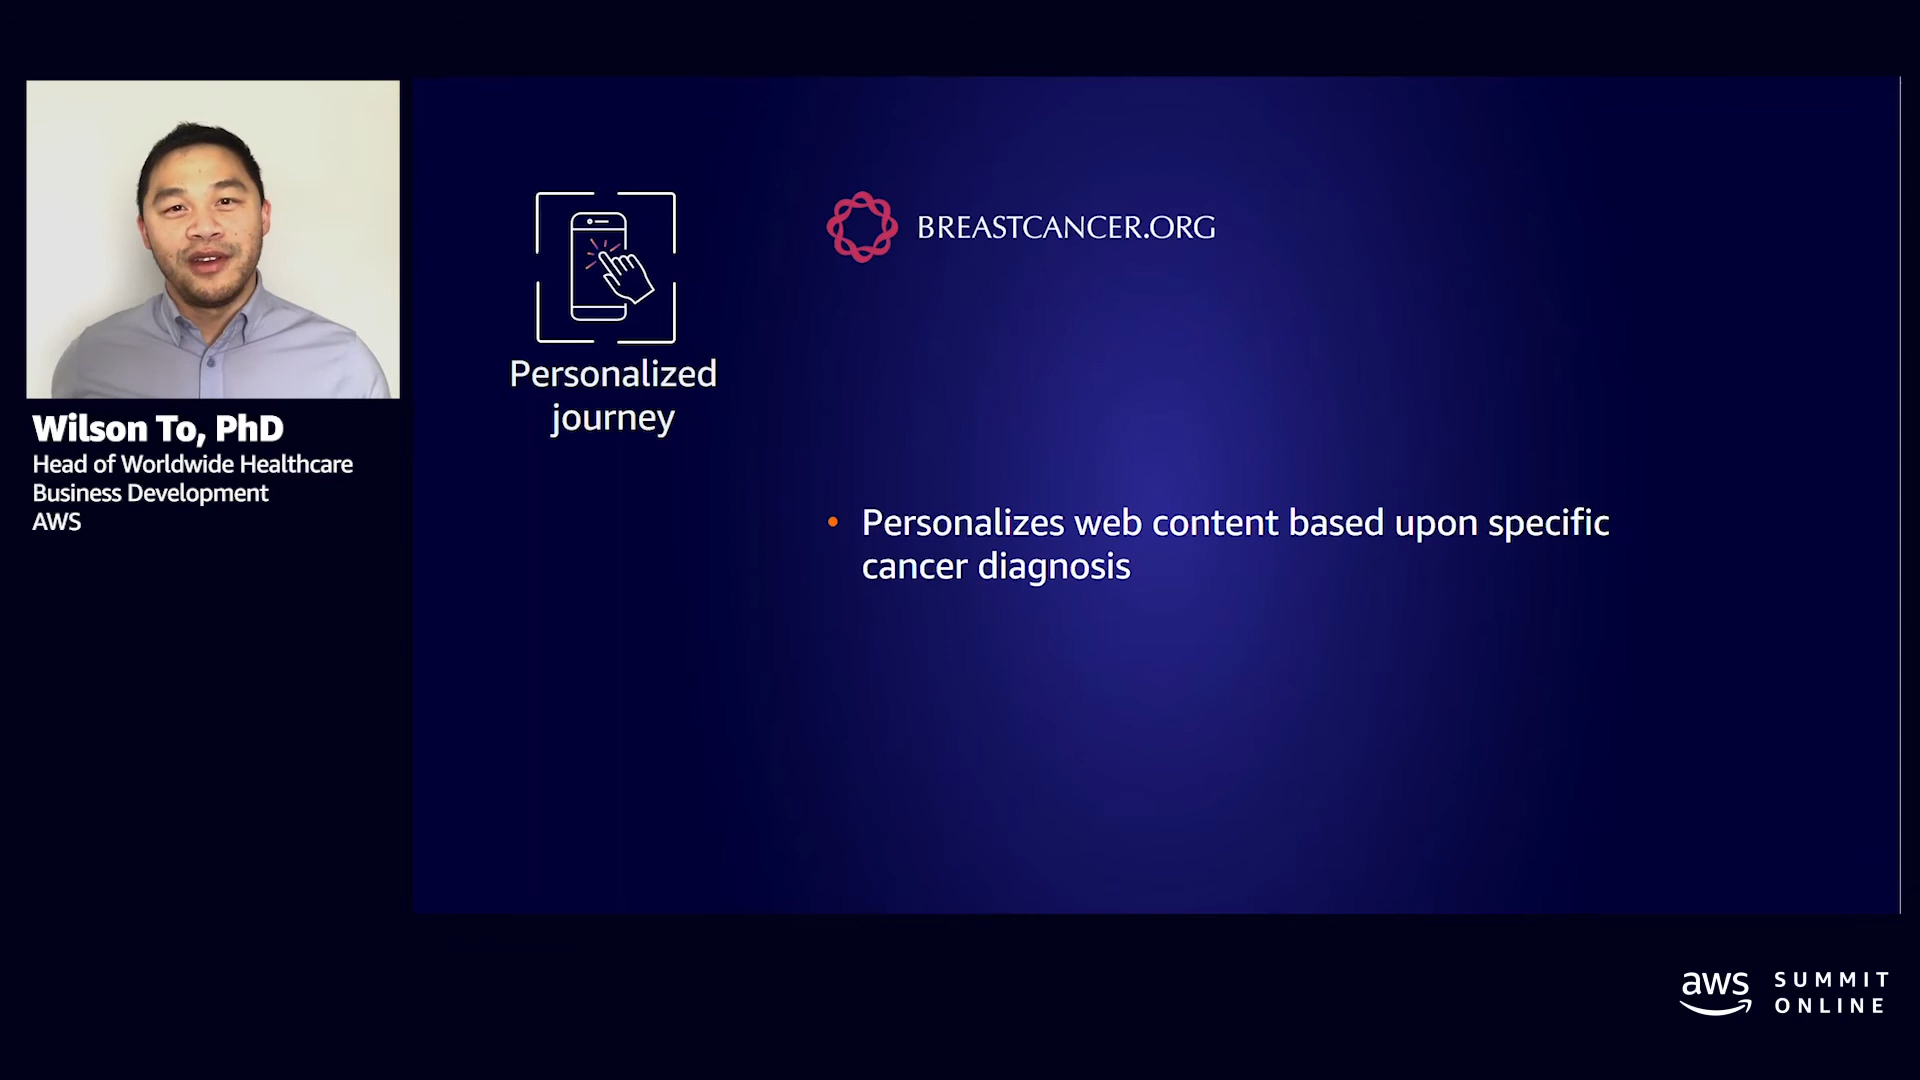 Wilson To, PhD
Head of Worldwide Healthcare
Business Development
AWS
Personalized
journey
BREASTCANCER.ORG
• Personalizes web content based upon specific
cancer diagnosis
aws SUMMIT
ONLINE